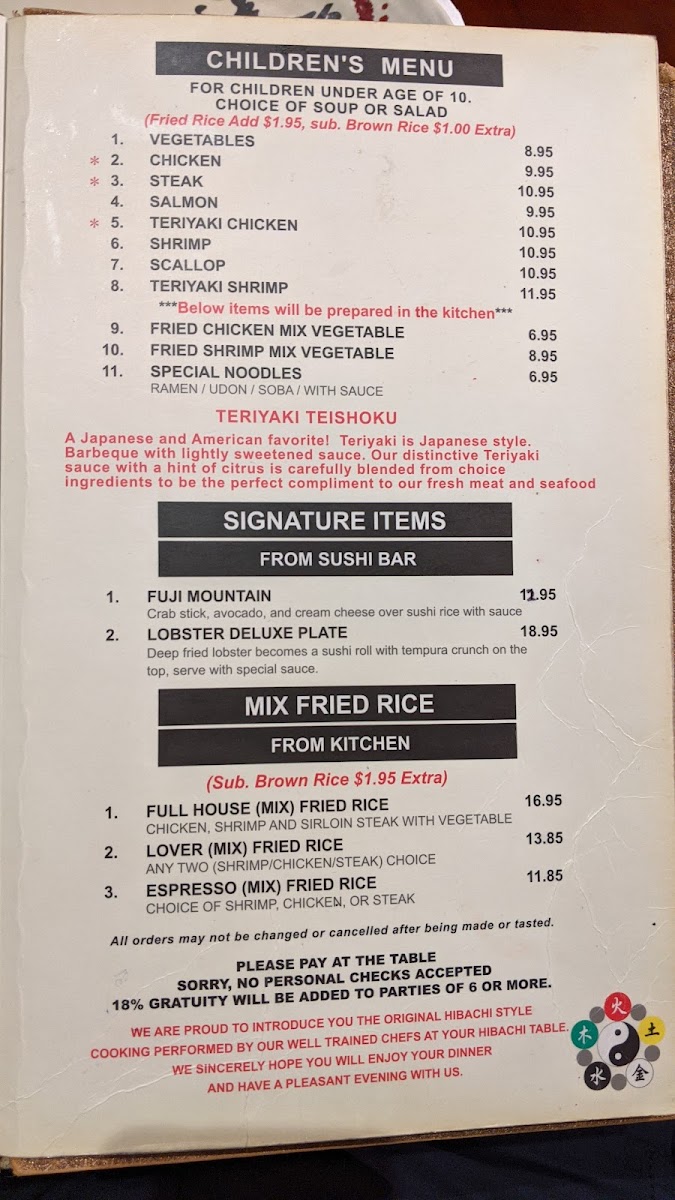 CHILDREN'S MENU
FOR CHILDREN UNDER AGE OF 10.
CHOICE OF SOUP OR SALAD
(Fried Rice Add $1.95, sub. Brown Rice $1.00 Extra)
1. VEGETABLES 8.95
* 2. CHICKEN 9.95
* 3. STEAK 10.95
4. SALMON 9.95
* 5. TERIYAKI CHICKEN 10.95
6. SHRIMP 10.95
7. SCALLOP 10.95
8. TERIYAKI SHRIMP 11.95
***Below items will be prepared in the kitchen***
9. FRIED CHICKEN MIX VEGETABLE 6.95
10. FRIED SHRIMP MIX VEGETABLE 8.95
11. SPECIAL NOODLES 6.95
RAMEN / UDON / SOBA / WITH SAUCE
TERIYAKI TEISHOKU
A Japanese and American favorite! Teriyaki is Japanese style.
Barbeque with lightly sweetened sauce. Our distinctive Teriyaki
sauce with a hint of citrus is carefully blended from choice
ingredients to be the perfect compliment to our fresh meat and seafood
SIGNATURE ITEMS
FROM SUSHI BAR
1. FUJI MOUNTAIN
Crab stick, avocado, and cream cheese over sushi rice with sauce
2. LOBSTER DELUXE PLATE 18.95
Deep fried lobster becomes a sushi roll with tempura crunch on the
top, serve with special sauce.
MIX FRIED RICE
FROM KITCHEN
(Sub. Brown Rice $1.95 Extra)
1. FULL HOUSE (MIX) FRIED RICE 16.95
CHICKEN, SHRIMP AND SIRLOIN STEAK WITH VEGETABLE
2. LOVER (MIX) FRIED RICE 13.85
ANY TWO (SHRIMP/CHICKEN/STEAK) CHOICE
3. ESPRESSO (MIX) FRIED RICE 11.85
CHOICE OF SHRIMP, CHICKEN, OR STEAK
All orders may not be changed or cancelled after being made or tasted.
PLEASE PAY AT THE TABLE
SORRY, NO PERSONAL CHECKS ACCEPTED
18% GRATUITY WILL BE ADDED TO PARTIES OF 6 OR MORE.
WE ARE PROUD TO INTRODUCE YOU THE ORIGINAL HIBACHI STYLE
COOKING PERFORMED BY OUR WELL TRAINED CHEFS AT YOUR HIBACHI TABLE.
WE SINCERELY HOPE YOU WILL ENJOY YOUR DINNER
AND HAVE A PLEASANT EVENING WITH US.
火
木 土
水 金